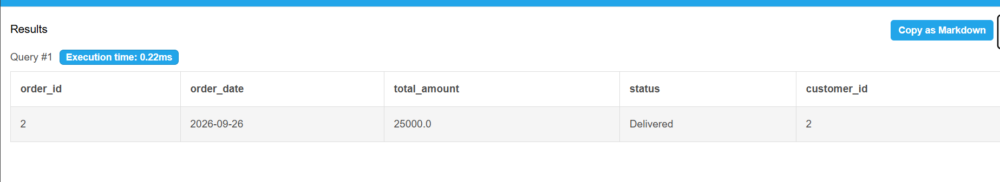 Results
Copy as Markdown
Query #1 Execution time: 0.22ms
order_id order_date total_amount status customer_id
2 2026-09-26 25000.0 Delivered 2